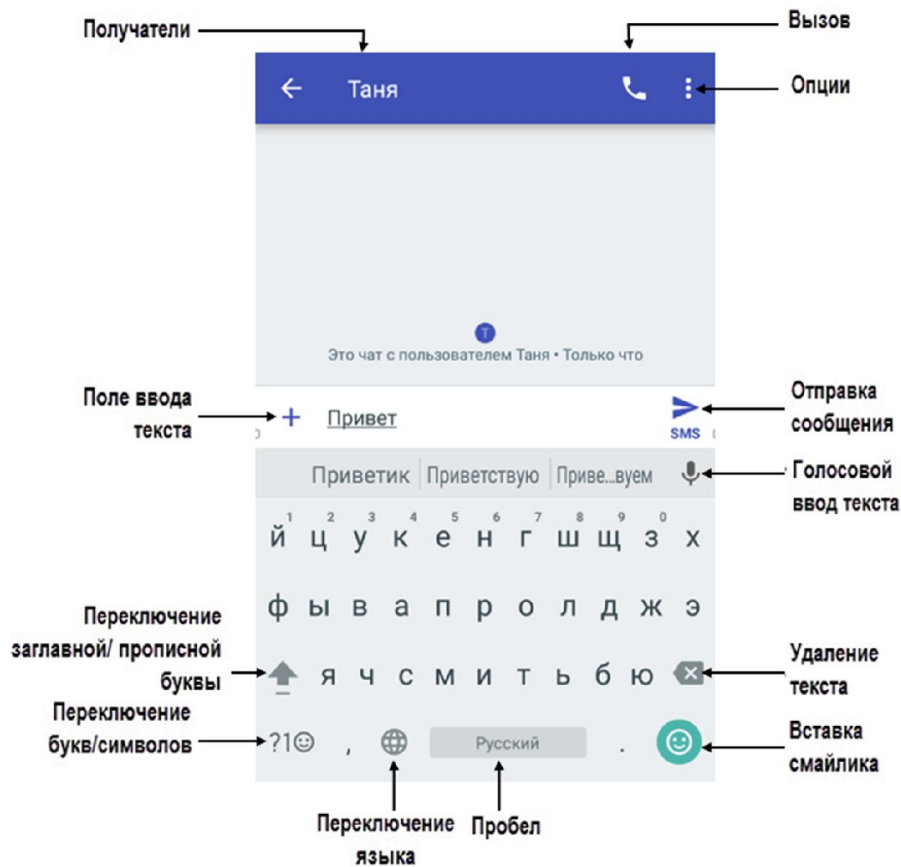 Получатели
Вызов
Таня
Опции
T
Это чат с пользователем Таня • Только что
Поле ввода
текста
Привет
SMS
Отправка
сообщения
Приветик Приветствую Приве...вуем
Голосовой
ввод текста
1 2 3 4 5 6 7 8 9 0
й ц у к е н г ш щ з х
ф ы в а п р о л д ж э
Переключение
заглавной/ прописной
буквы
я ч с м и т ь б ю
Удаление
текста
Переключение
букв/символов
?1☺ , Русский .
Вставка
смайлика
Переключение
языка
Пробел